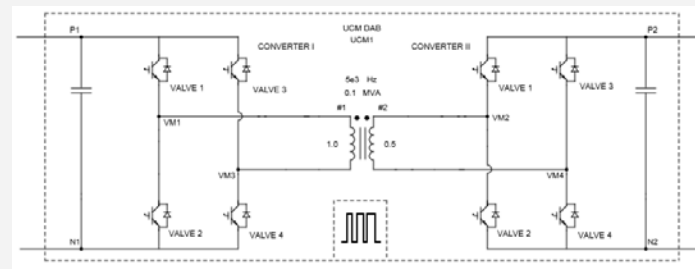 P1
UCM DAB
P2
CONVERTER I
UCM1
CONVERTER II
VALVE 1
VALVE 3
5e3 Hz
0.1 MVA
VALVE 1
VALVE 3
#1
#2
VM1
VM2
1.0
0.5
VM3
VM4
VALVE 2
VALVE 4
VALVE 2
VALVE 4
N1
N2